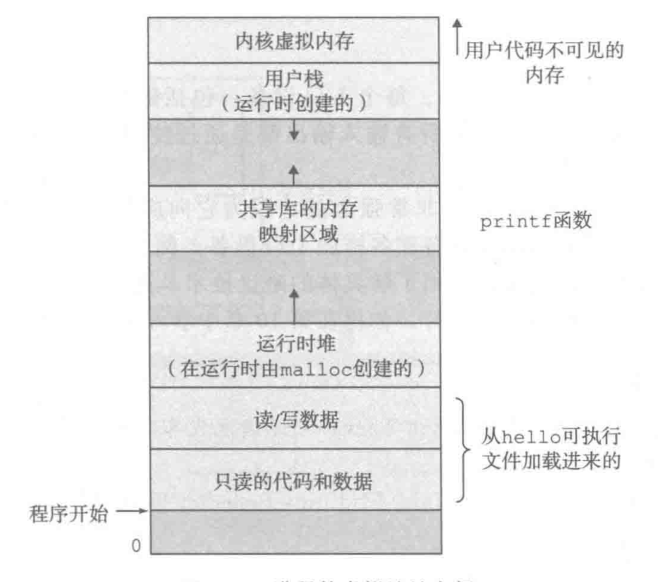 内核虚拟内存
用户代码不可见的
内存
用户栈
(运行时创建的)
共享库的内存
映射区域
printf函数
运行时堆
(在运行时由malloc创建的)
读/写数据
从hello可执行
文件加载进来的
只读的代码和数据
程序开始
0